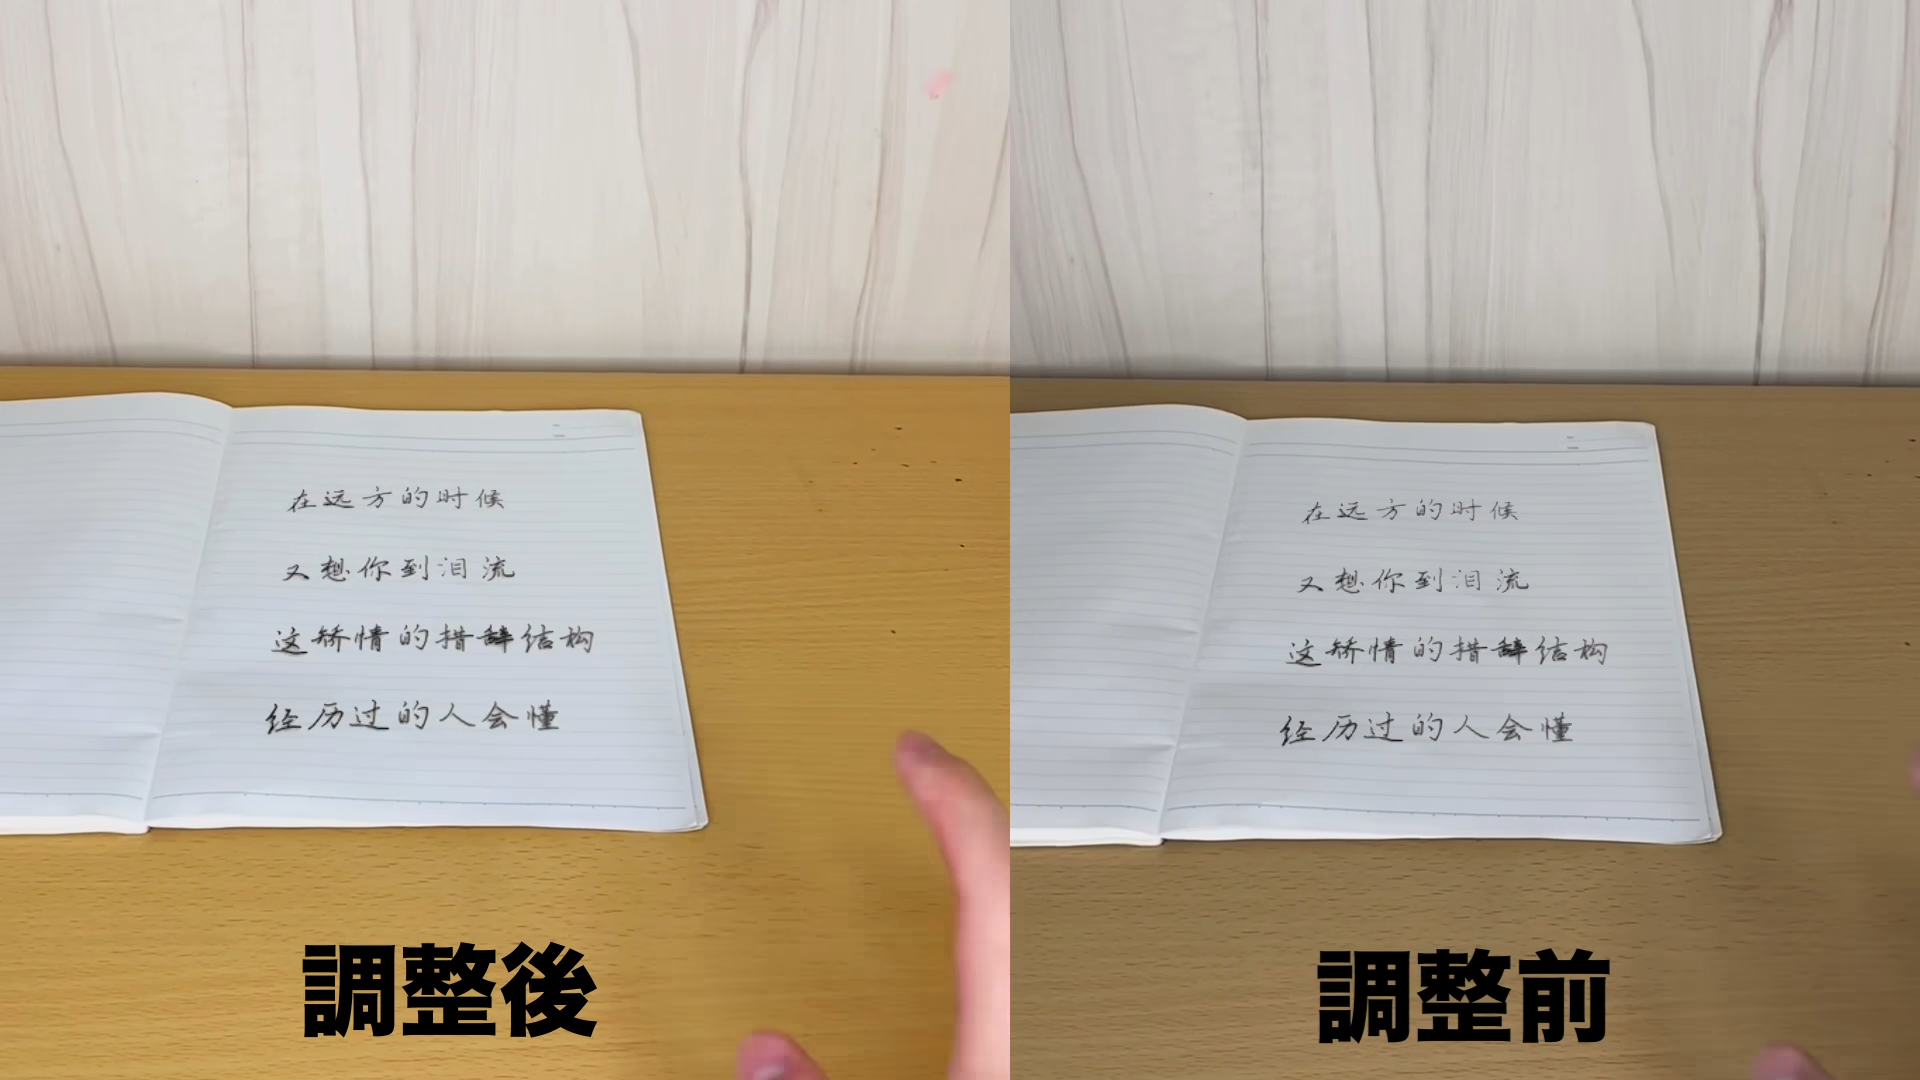 在远方的时候
又想你到泪流
这矫情的措辞结构
经历过的人会懂
調整後
在远方的时候
又想你到泪流
这矫情的措辞结构
经历过的人会懂
調整前